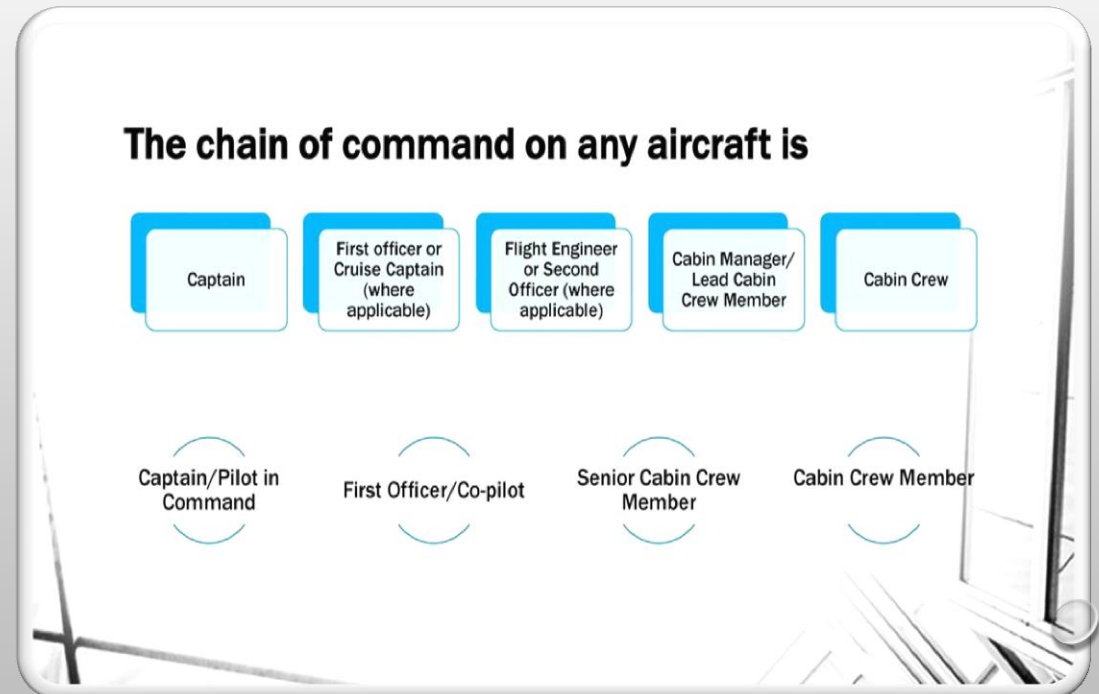 The chain of command on any aircraft is
Captain
First officer or
Cruise Captain
(where
applicable)
Flight Engineer
or Second
Officer (where
applicable)
Cabin Manager/
Lead Cabin
Crew Member
Cabin Crew
Captain/Pilot in
Command
First Officer/Co-pilot
Senior Cabin Crew
Member
Cabin Crew Member